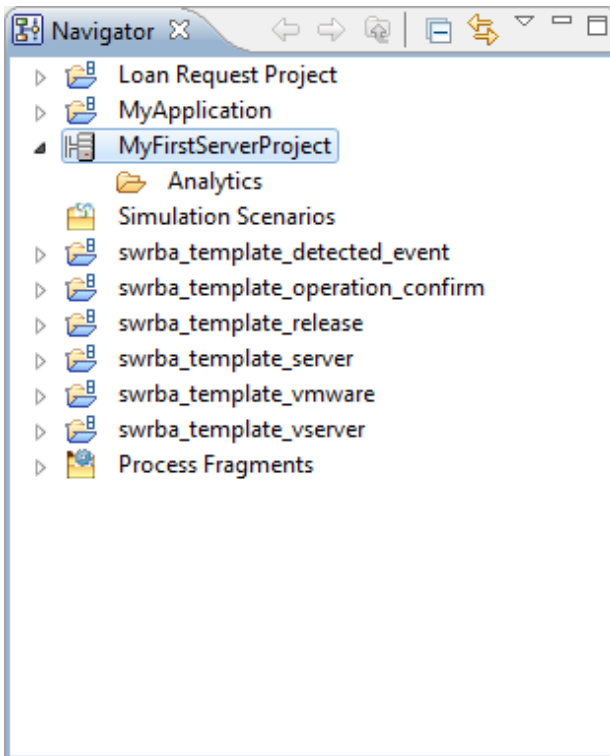 Navigator
Loan Request Project
MyApplication
MyFirstServerProject
Analytics
Simulation Scenarios
swrba_template_detected_event
swrba_template_operation_confirm
swrba_template_release
swrba_template_server
swrba_template_vmware
swrba_template_vserver
Process Fragments